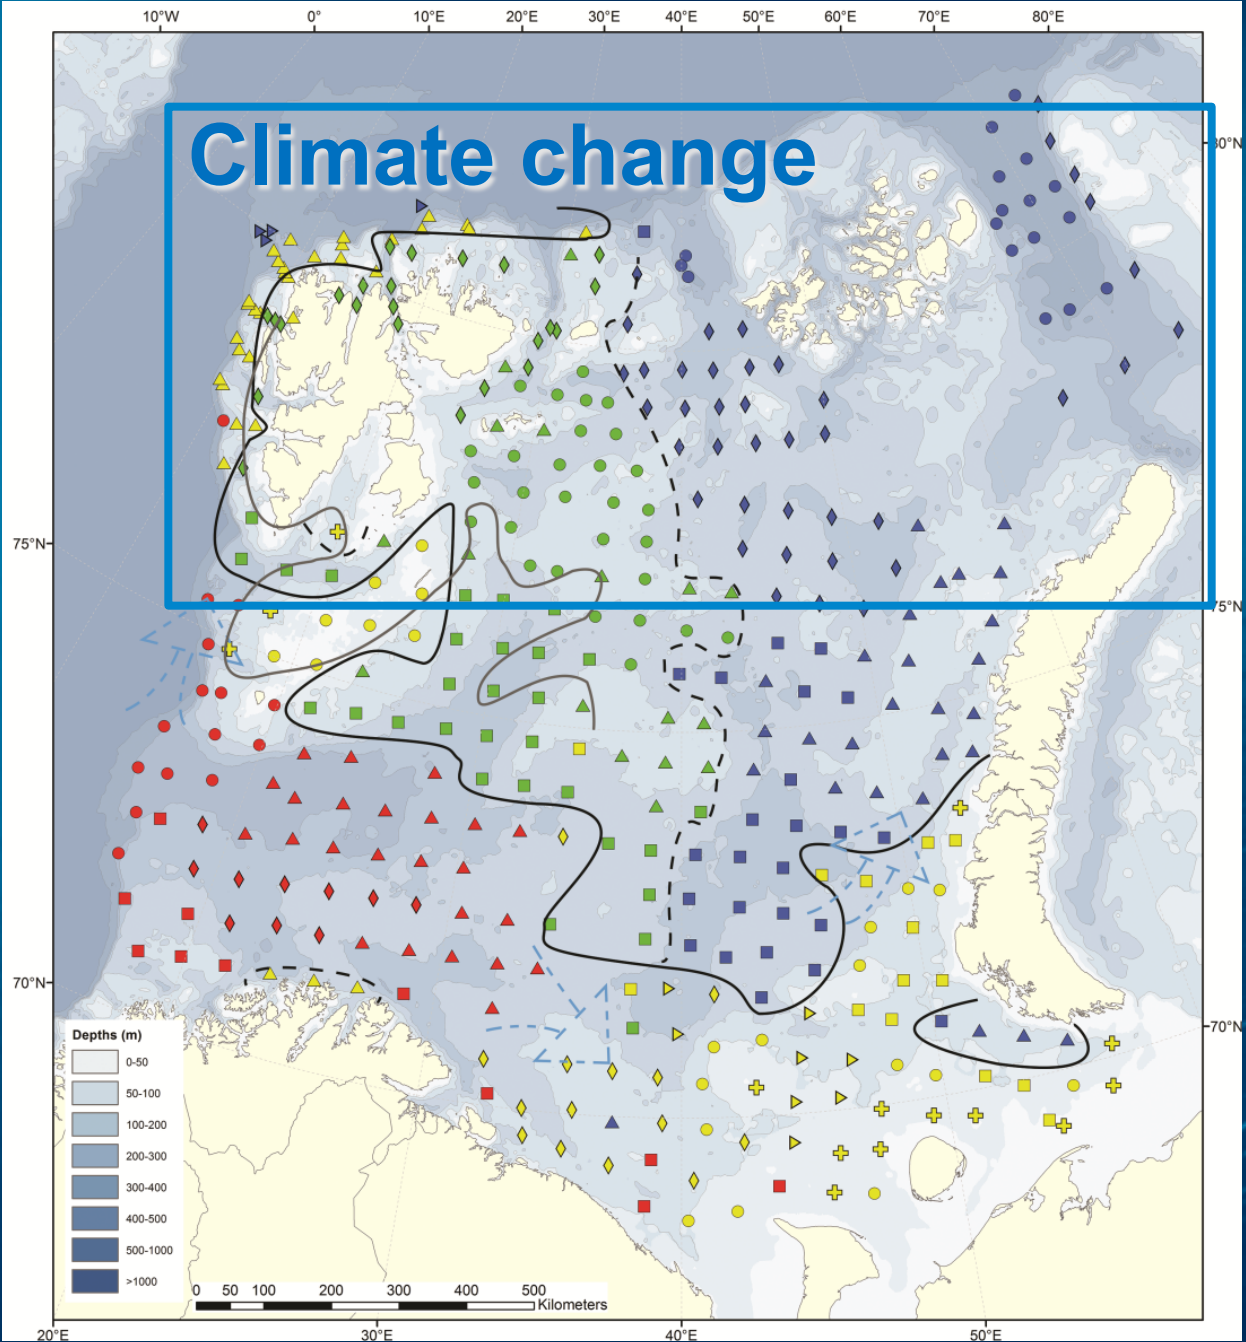 10°W 0° 10°E 20°E 30°E 40°E 50°E 60°E 70°E 80°E
Climate change
80°N
75°N
75°N
70°N
70°N
Depths (m)
0-50
50-100
100-200
200-300
300-400
400-500
500-1000
>1000
0 50 100 200 300 400 500
Kilometers
20°E 30°E 40°E 50°E